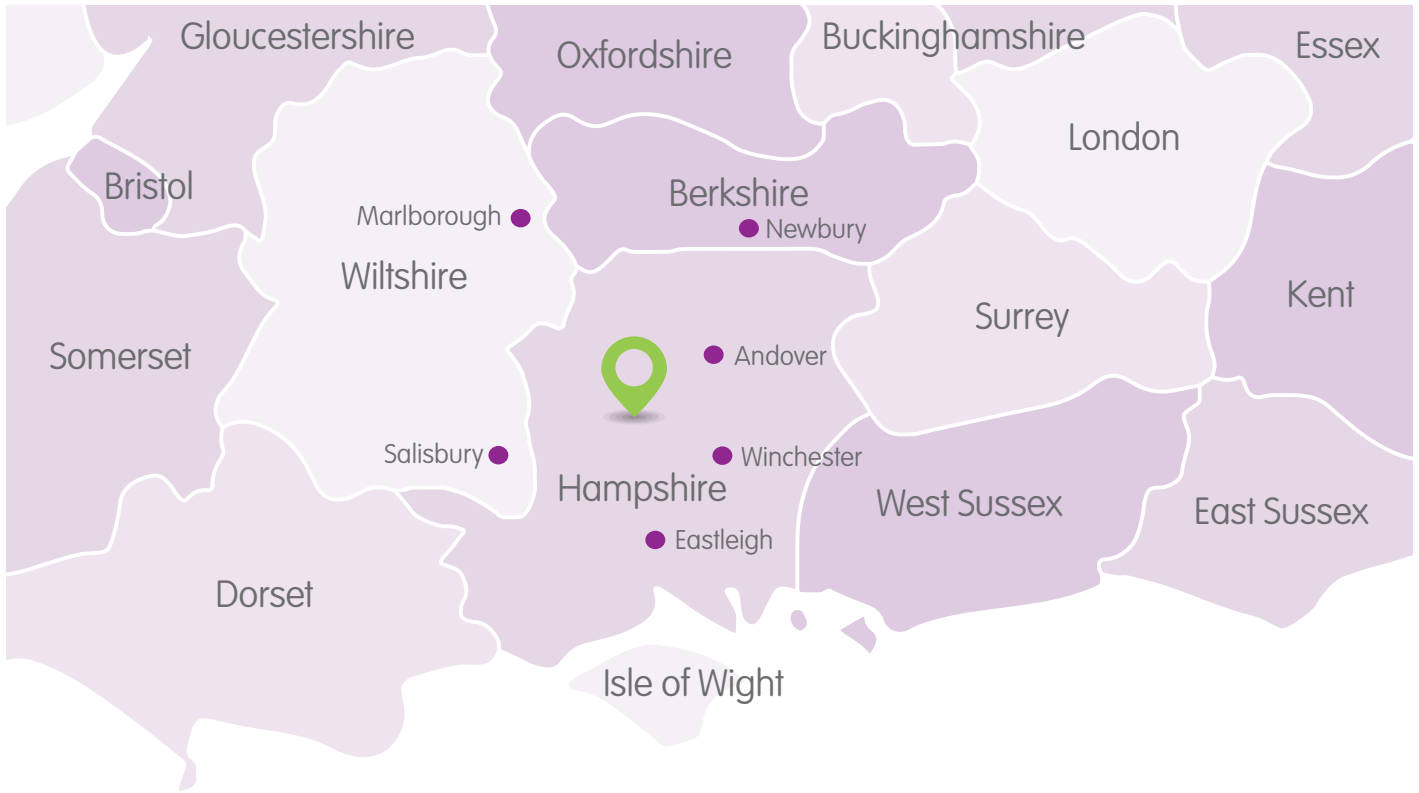 Gloucestershire
Oxfordshire
Buckinghamshire
Essex
London
Bristol
Berkshire
Marlborough
Newbury
Wiltshire
Kent
Surrey
Somerset
Andover
Salisbury
Winchester
Hampshire
West Sussex
East Sussex
Eastleigh
Dorset
Isle of Wight